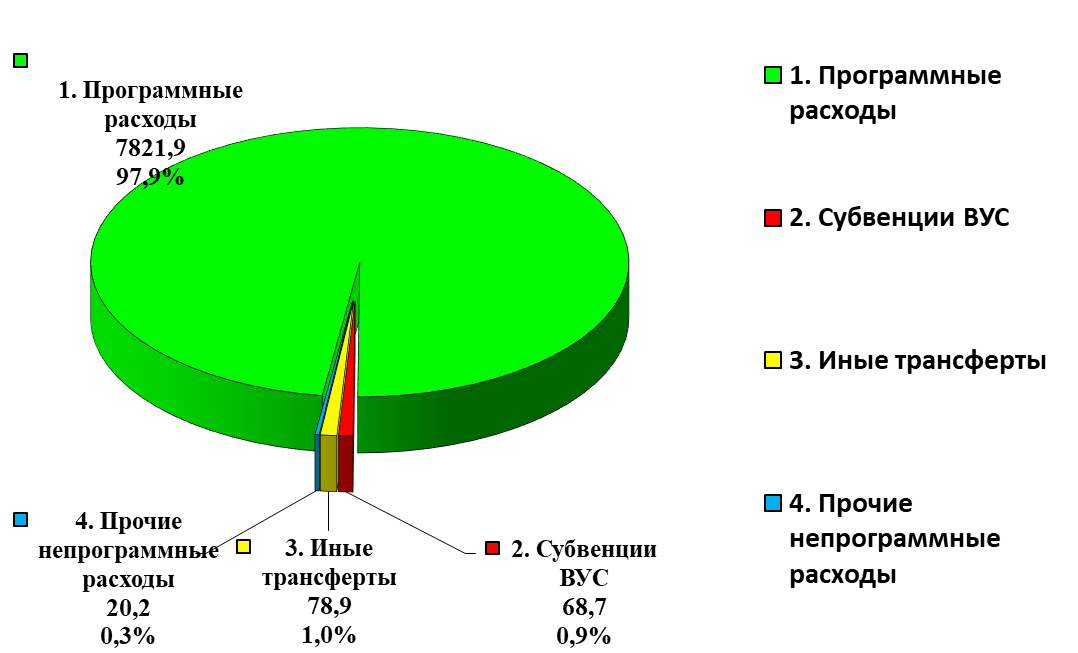 1. Программные
расходы
7821,9
97,9%
4. Прочие
непрограммные
расходы
20,2
0,3%
3. Иные
трансферты
78,9
1,0%
2. Субвенции
ВУС
68,7
0,9%
1. Программные
расходы
2. Субвенции ВУС
3. Иные трансферты
4. Прочие
непрограммные
расходы